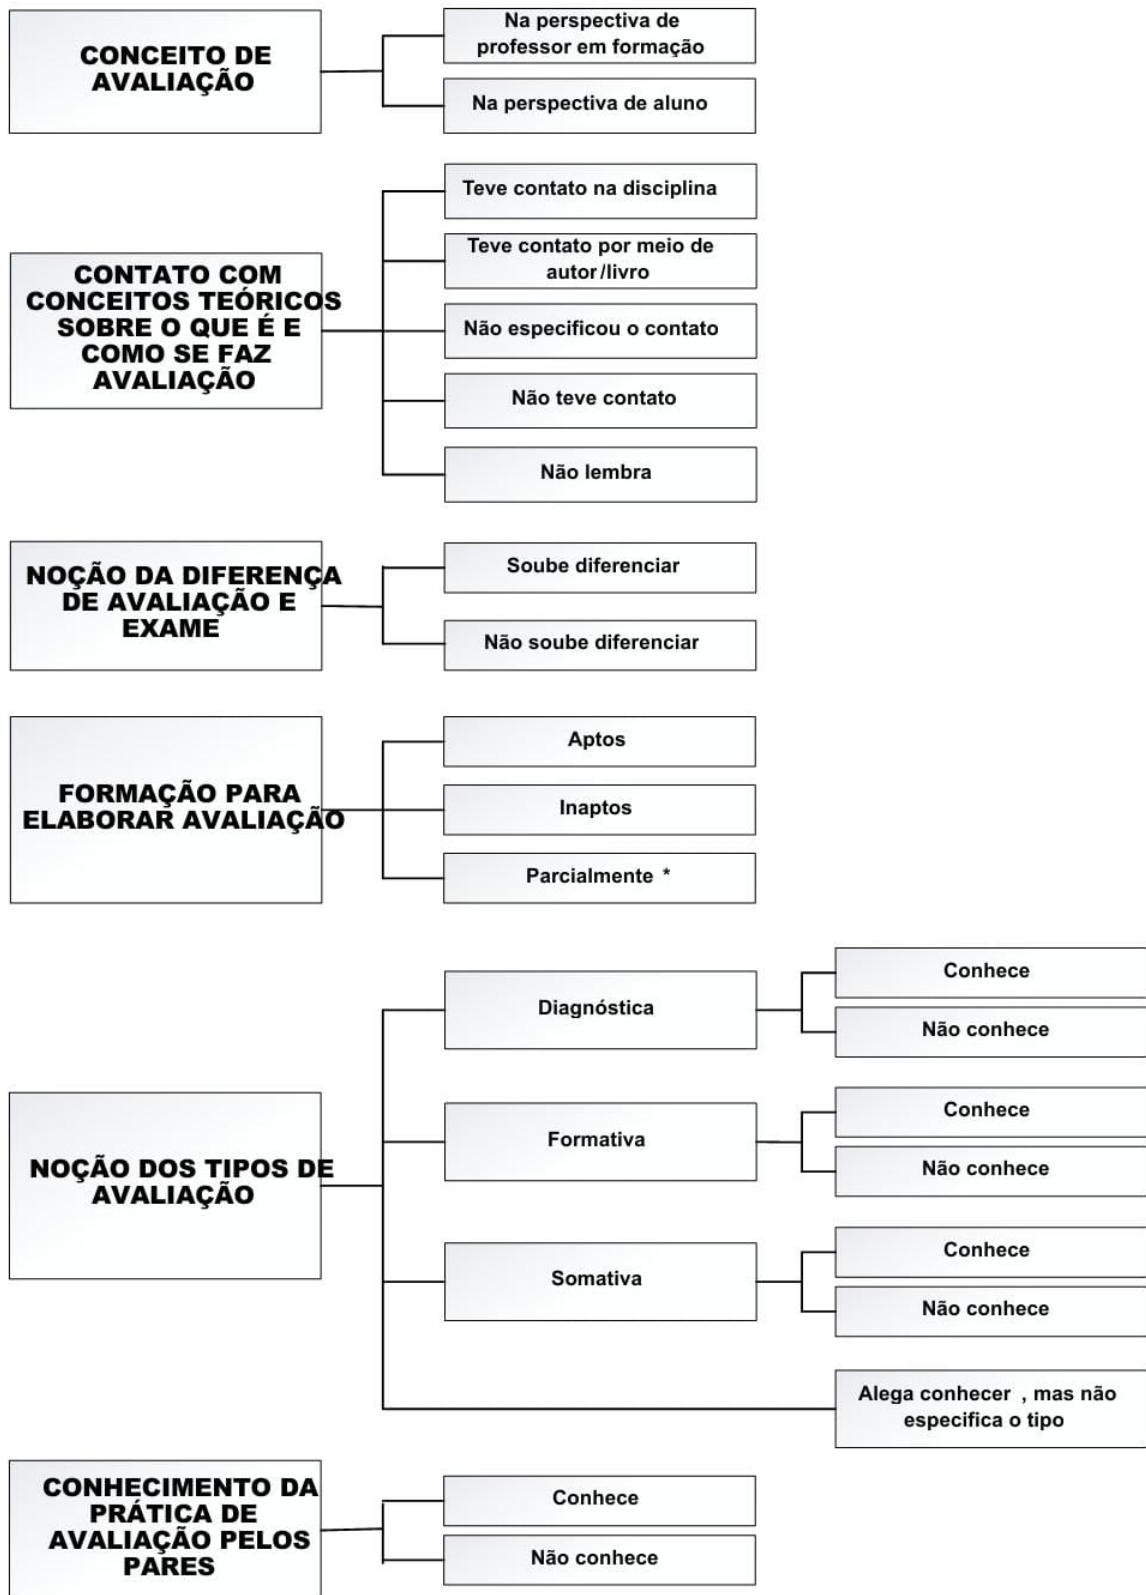 CONCEITO DE
AVALIAÇÃO
Na perspectiva de
professor em formação
Na perspectiva de aluno
CONTATO COM
CONCEITOS TEÓRICOS
SOBRE O QUE É E
COMO SE FAZ
AVALIAÇÃO
Teve contato na disciplina
Teve contato por meio de
autor/livro
Não especificou o contato
Não teve contato
Não lembra
NOÇÃO DA DIFERENÇA
DE AVALIAÇÃO E
EXAME
Soube diferenciar
Não soube diferenciar
FORMAÇÃO PARA
ELABORAR AVALIAÇÃO
Aptos
Inaptos
Parcialmente *
NOÇÃO DOS TIPOS DE
AVALIAÇÃO
Diagnóstica
Conhece
Não conhece
Formativa
Conhece
Não conhece
Somativa
Conhece
Não conhece
Alega conhecer , mas não
especifica o tipo
CONHECIMENTO DA
PRÁTICA DE
AVALIAÇÃO PELOS
PARES
Conhece
Não conhece